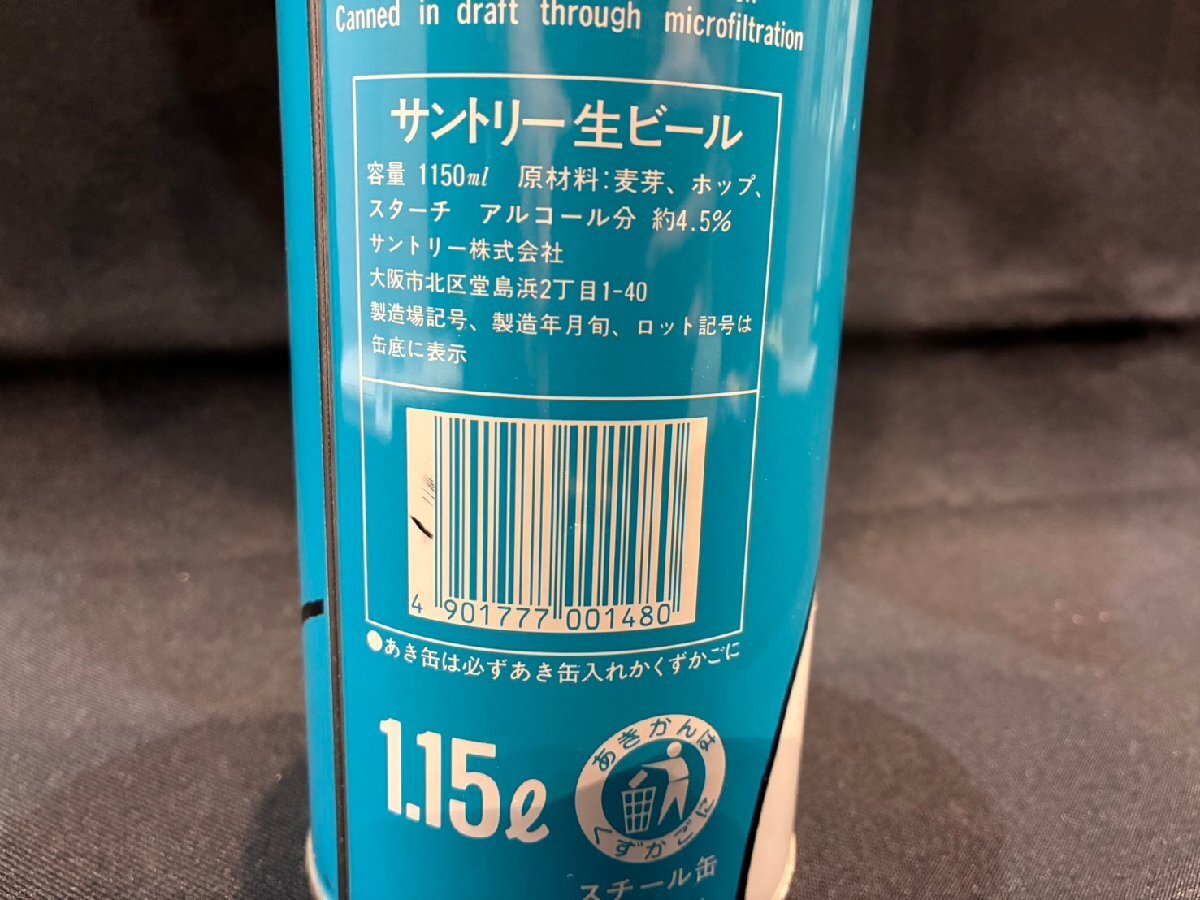 Canned in draft through microfiltration
サントリー生ビール
容量 1150ml 原材料:麦芽、ホップ、
スターチ アルコール分 約4.5%
サントリー株式会社
大阪市北区堂島浜2丁目1-40
製造場記号、製造年月旬、ロット記号は
缶底に表示
4 901777 001480
●あき缶は必ずあき缶入れかくずかごに
1.15ℓ
あきかんは
くずかごに
スチール缶